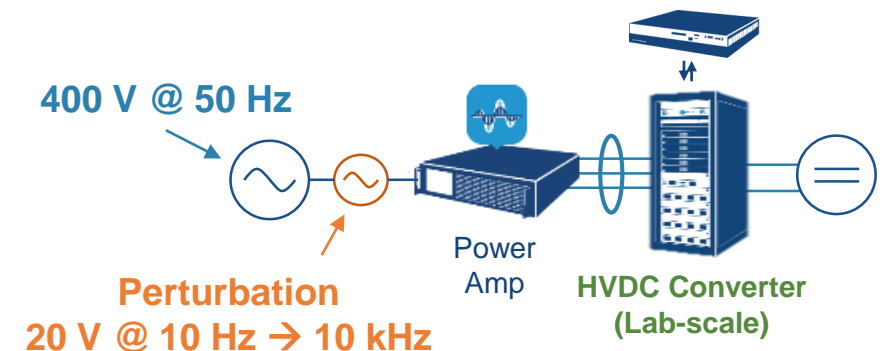 400 V @ 50 Hz
Power
Amp
Perturbation
20 V @ 10 Hz → 10 kHz
HVDC Converter
(Lab-scale)